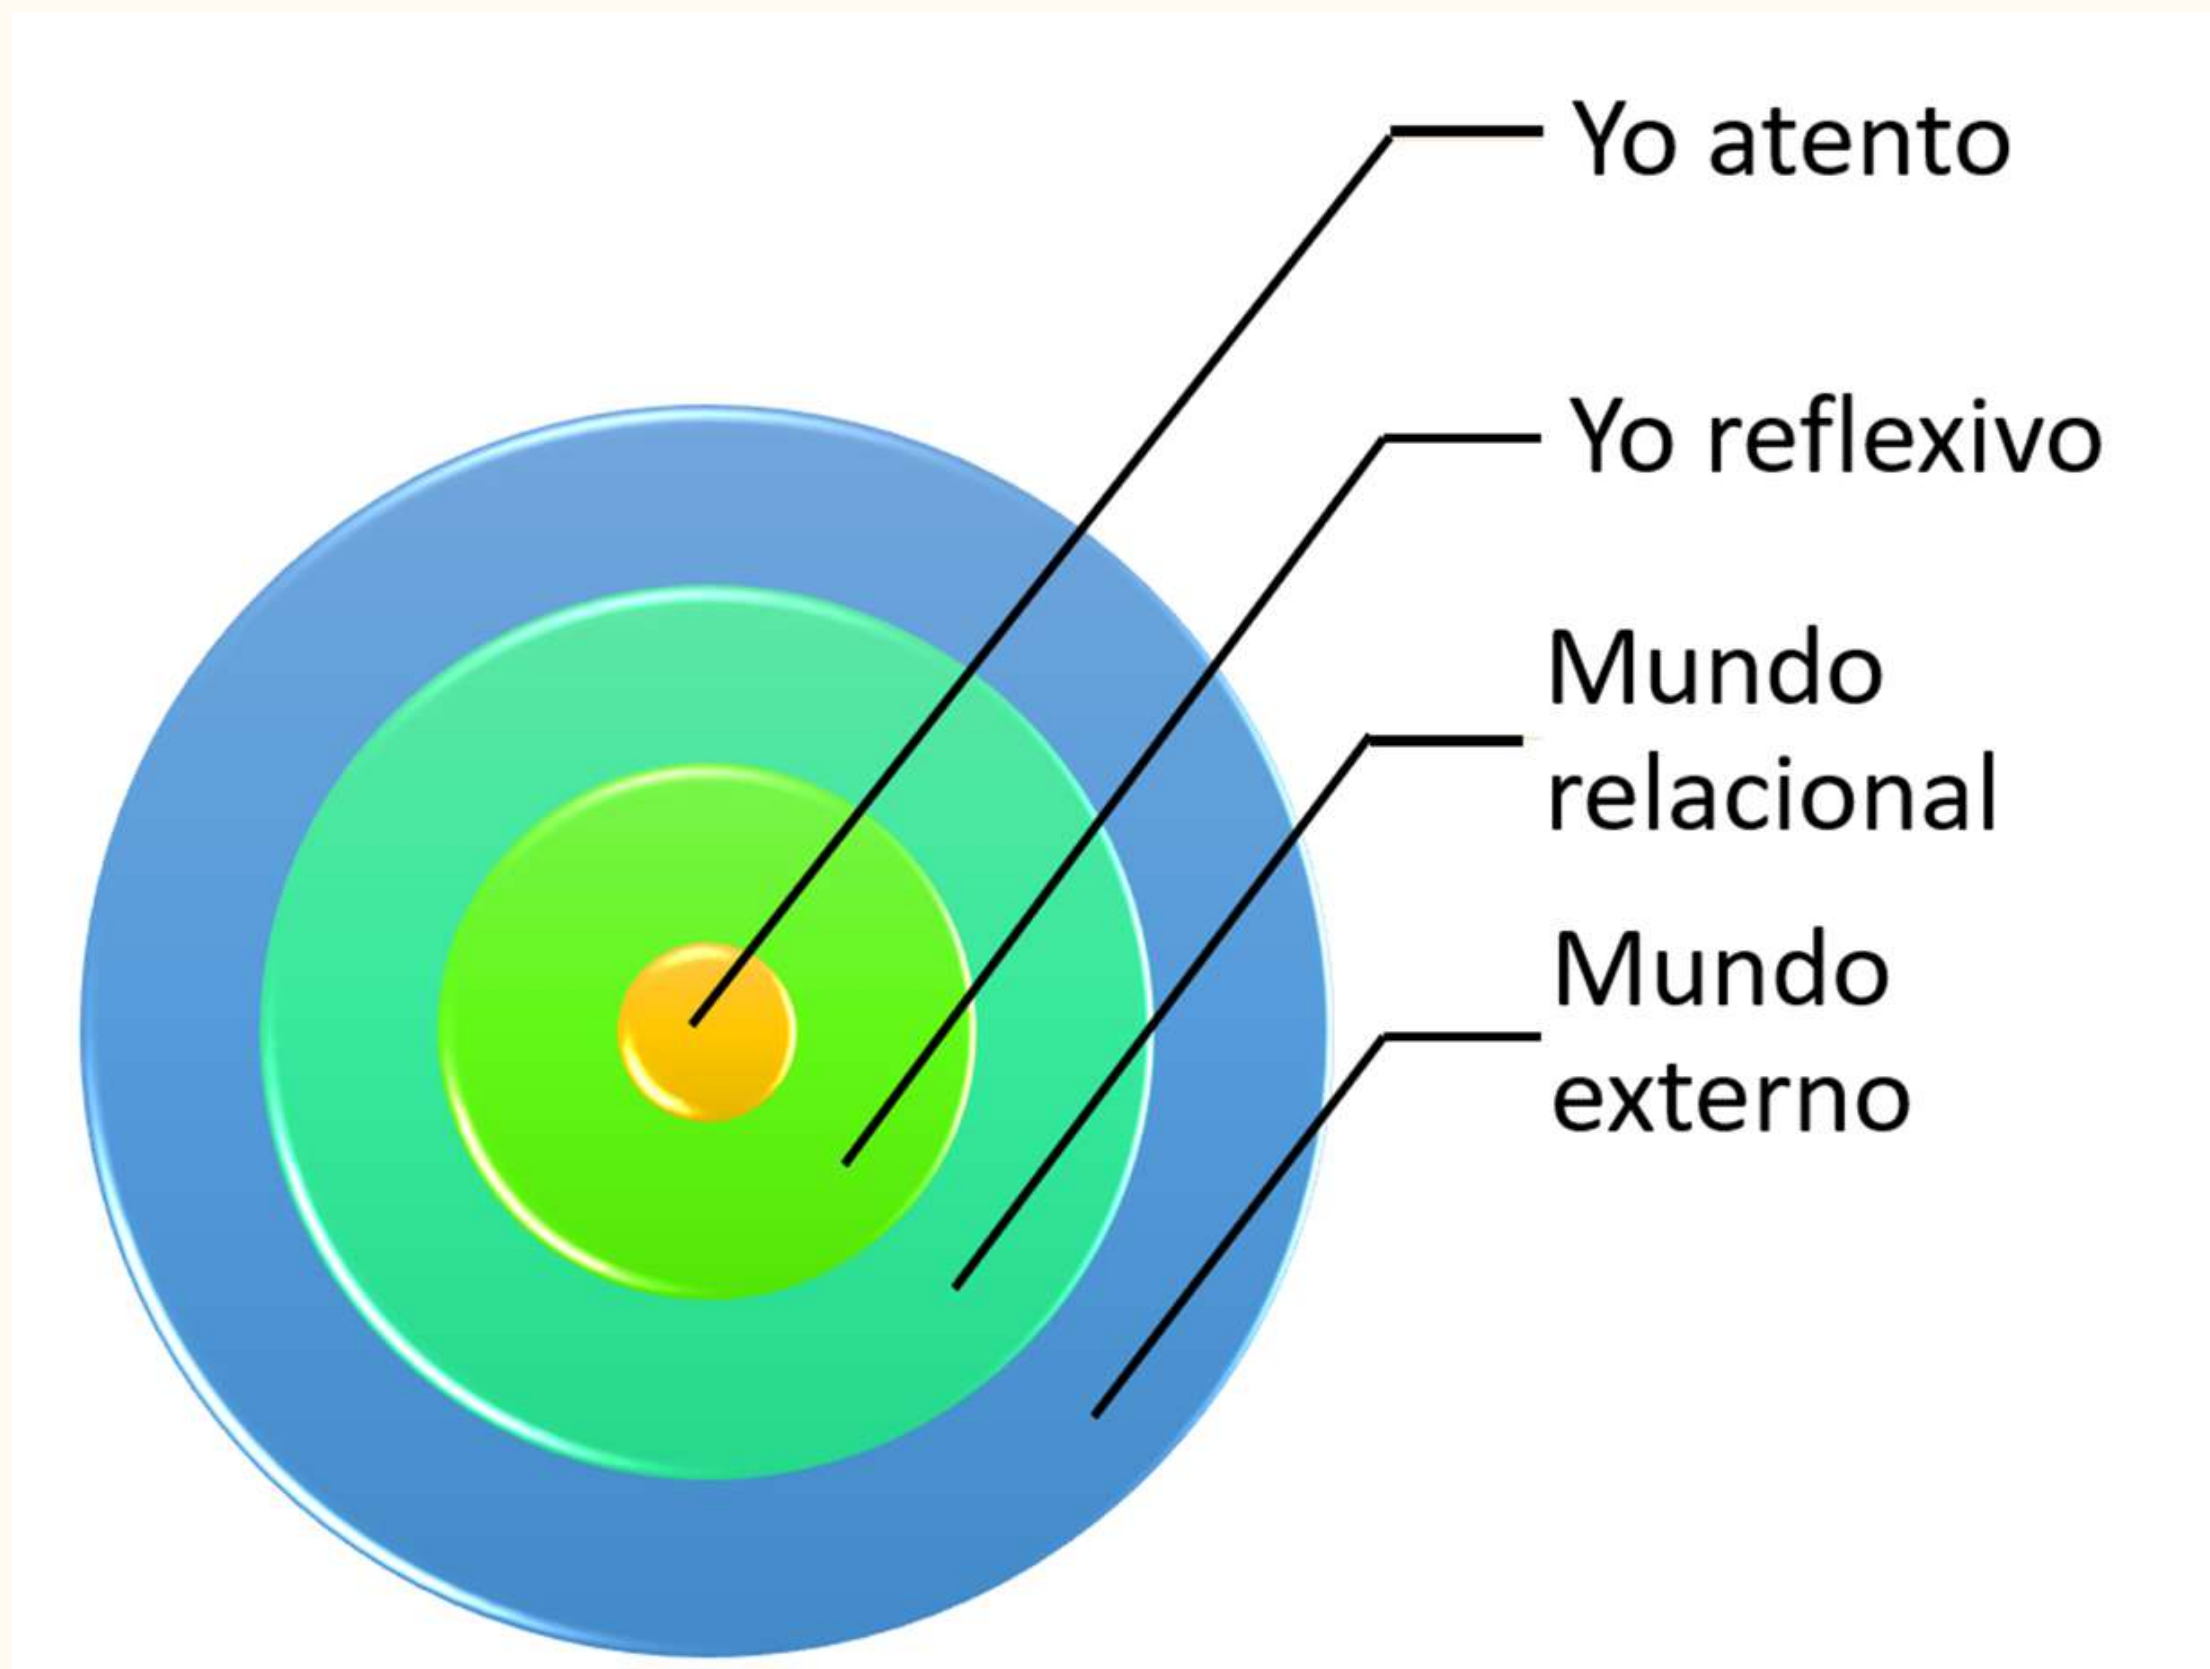 Yo atento
Yo reflexivo
Mundo
relacional
Mundo
externo